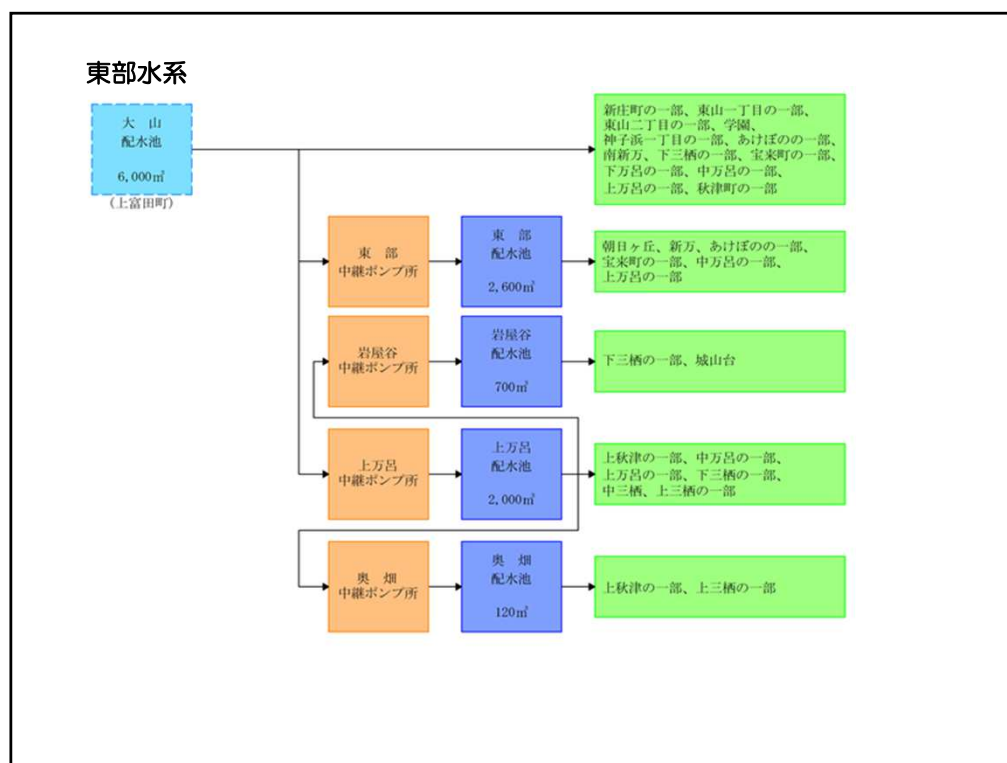 東部水系
大 山
配水池
6,000㎥
(上富田町)
新庄町の一部、東山一丁目の一部、
東山二丁目の一部、学園、
神子浜一丁目の一部、あけぼのの一部、
南新万、下三栖の一部、宝来町の一部、
下万呂の一部、中万呂の一部、
上万呂の一部、秋津町の一部
東 部
中継ポンプ所
東 部
配水池
2,600㎥
朝日ヶ丘、新万、あけぼのの一部、
宝来町の一部、中万呂の一部、
上万呂の一部
岩屋谷
中継ポンプ所
岩屋谷
配水池
700㎥
下三栖の一部、城山台
上万呂
中継ポンプ所
上万呂
配水池
2,000㎥
上秋津の一部、中万呂の一部、
上万呂の一部、下三栖の一部、
中三栖、上三栖の一部
奥 畑
中継ポンプ所
奥 畑
配水池
120㎥
上秋津の一部、上三栖の一部